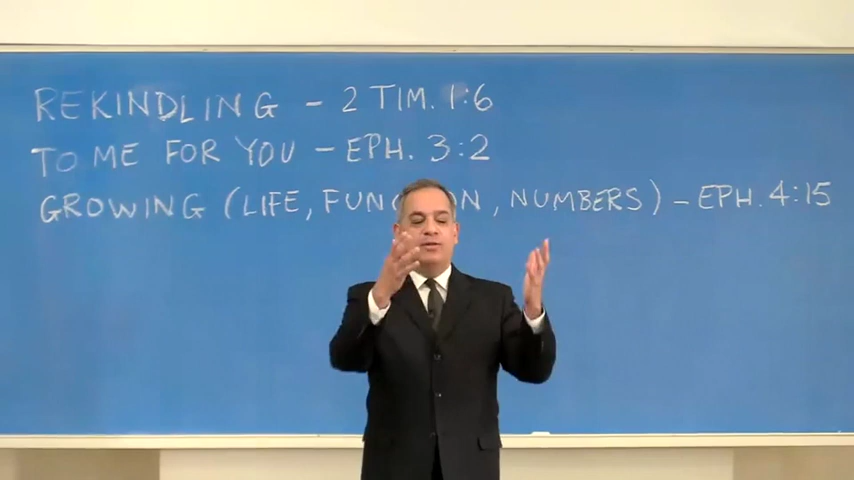 REKINDLING - 2 TIM. 1:6
TO ME FOR YOU - EPH. 3:2
GROWING (LIFE, , NUMBERS) - EPH. 4:15